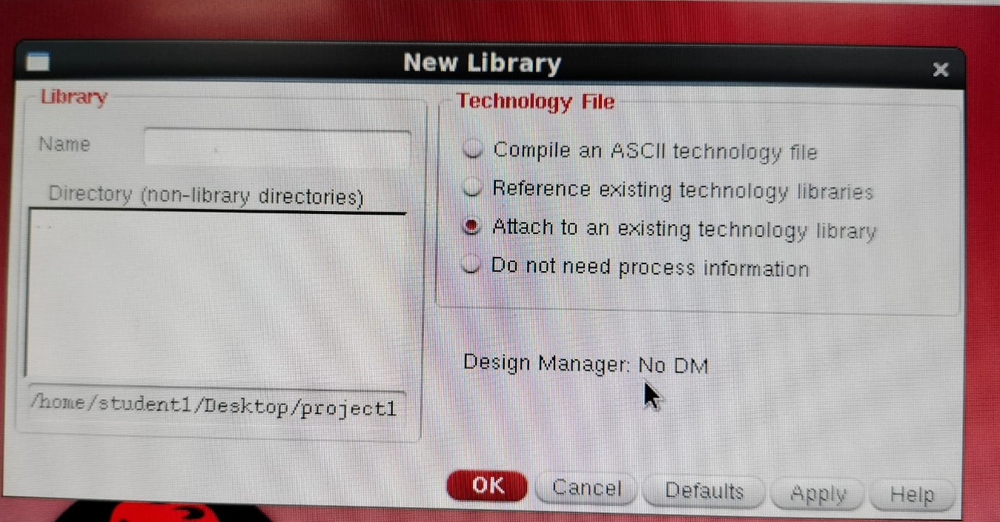 New Library
Library
Name
Directory (non-library directories)
..
/home/student1/Desktop/project1
Technology File
Compile an ASCII technology file
Reference existing technology libraries
Attach to an existing technology library
Do not need process information
Design Manager: No DM
OK
Cancel
Defaults
Apply
Help